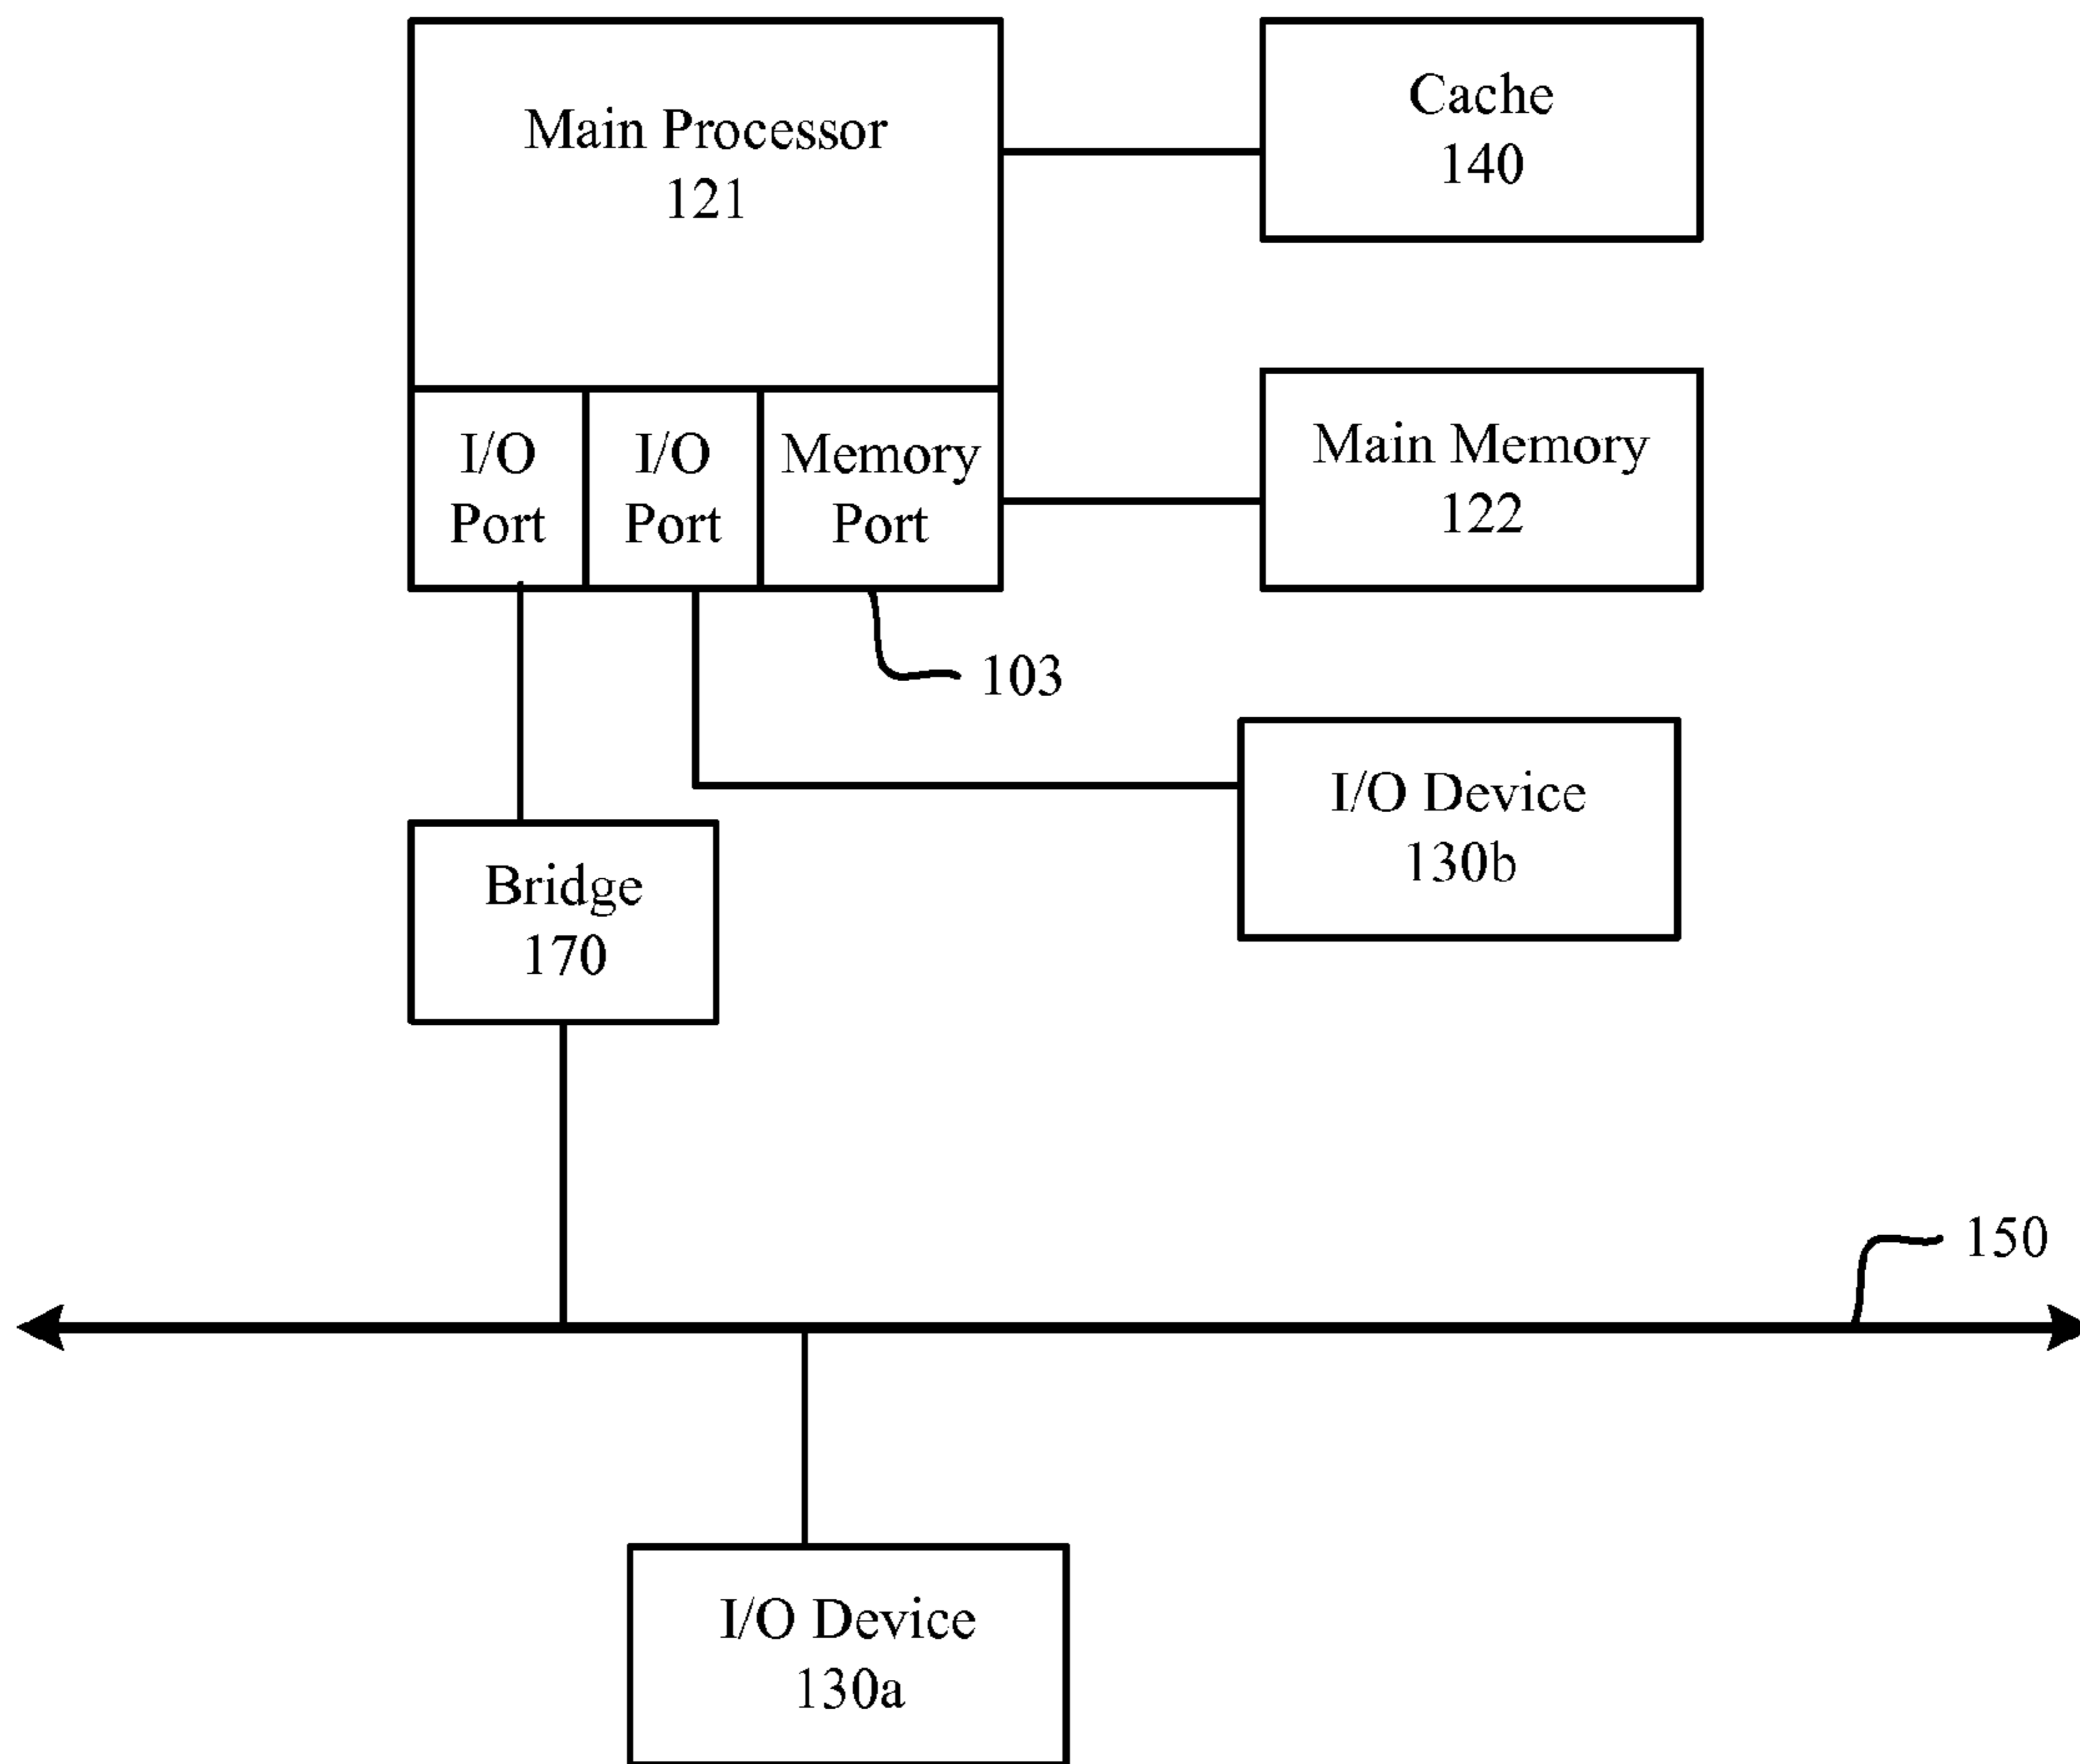 Main Processor
121
Cache
140
I/O
Port
I/O
Port
Memory
Port
Main Memory
122
103
I/O Device
130b
Bridge
170
150
I/O Device
130a